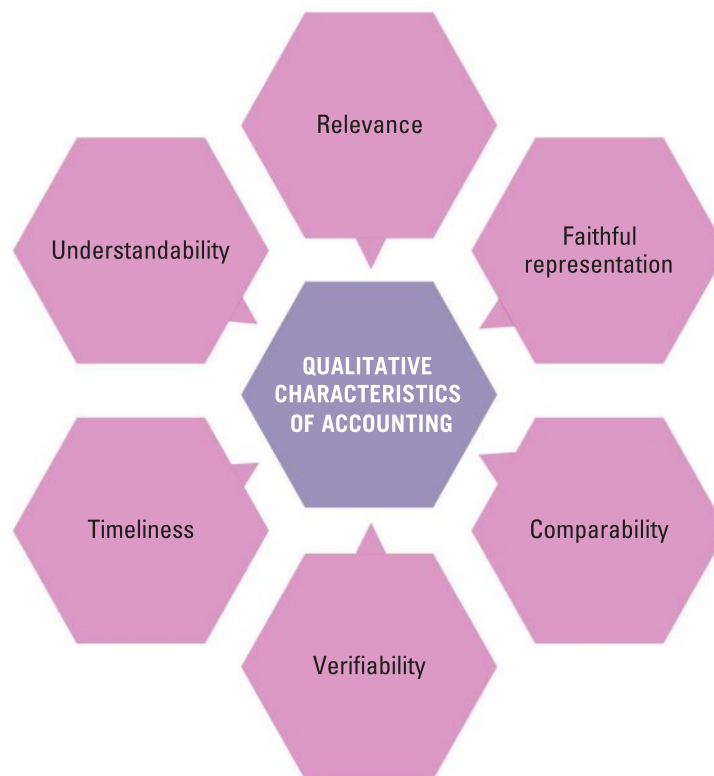 Relevance
Faithful
representation
Comparability
Verifiability
Timeliness
Understandability
QUALITATIVE
CHARACTERISTICS
OF ACCOUNTING